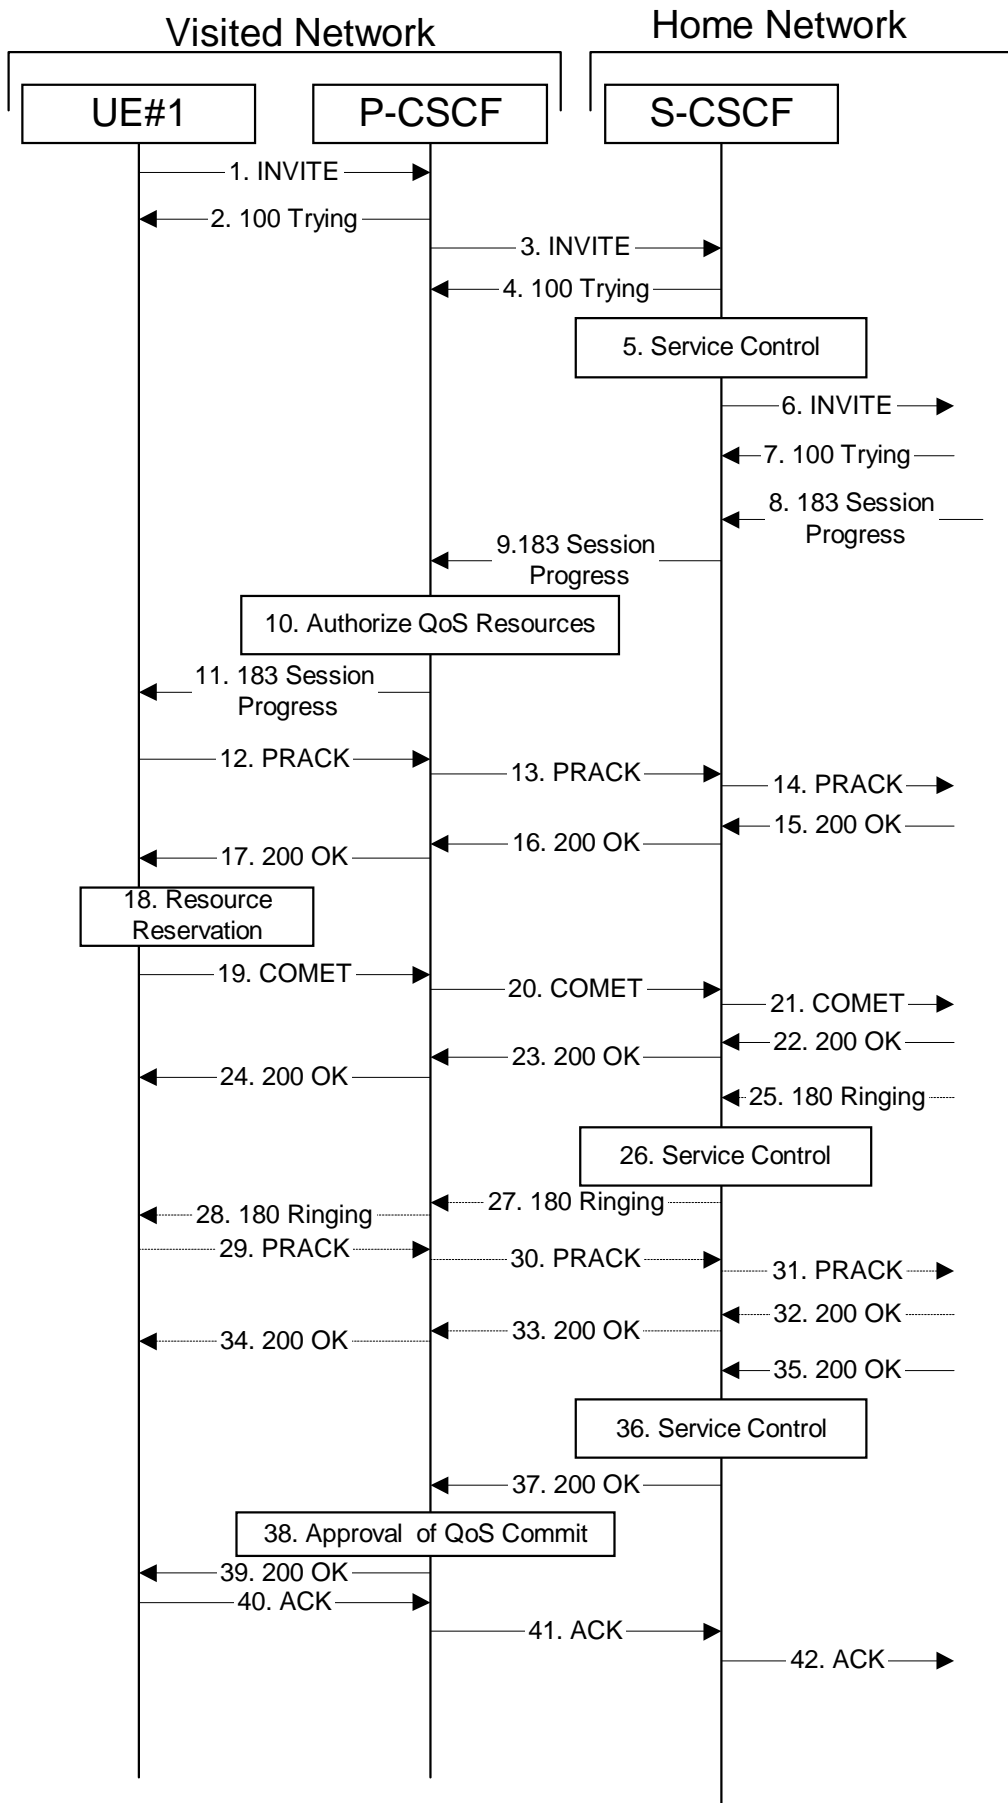 Visited Network
Home Network
UE#1
P-CSCF
S-CSCF
1. INVITE
2. 100 Trying
3. INVITE
4. 100 Trying
5. Service Control
6. INVITE
7. 100 Trying
8. 183 Session
Progress
9.183 Session
Progress
10. Authorize QoS Resources
11. 183 Session
Progress
12. PRACK
13. PRACK
14. PRACK
15. 200 OK
16. 200 OK
17. 200 OK
18. Resource
Reservation
19. COMET
20. COMET
21. COMET
22. 200 OK
23. 200 OK
24. 200 OK
25. 180 Ringing
26. Service Control
27. 180 Ringing
28. 180 Ringing
29. PRACK
30. PRACK
31. PRACK
32. 200 OK
33. 200 OK
34. 200 OK
35. 200 OK
36. Service Control
37. 200 OK
38. Approval of QoS Commit
39. 200 OK
40. ACK
41. ACK
42. ACK